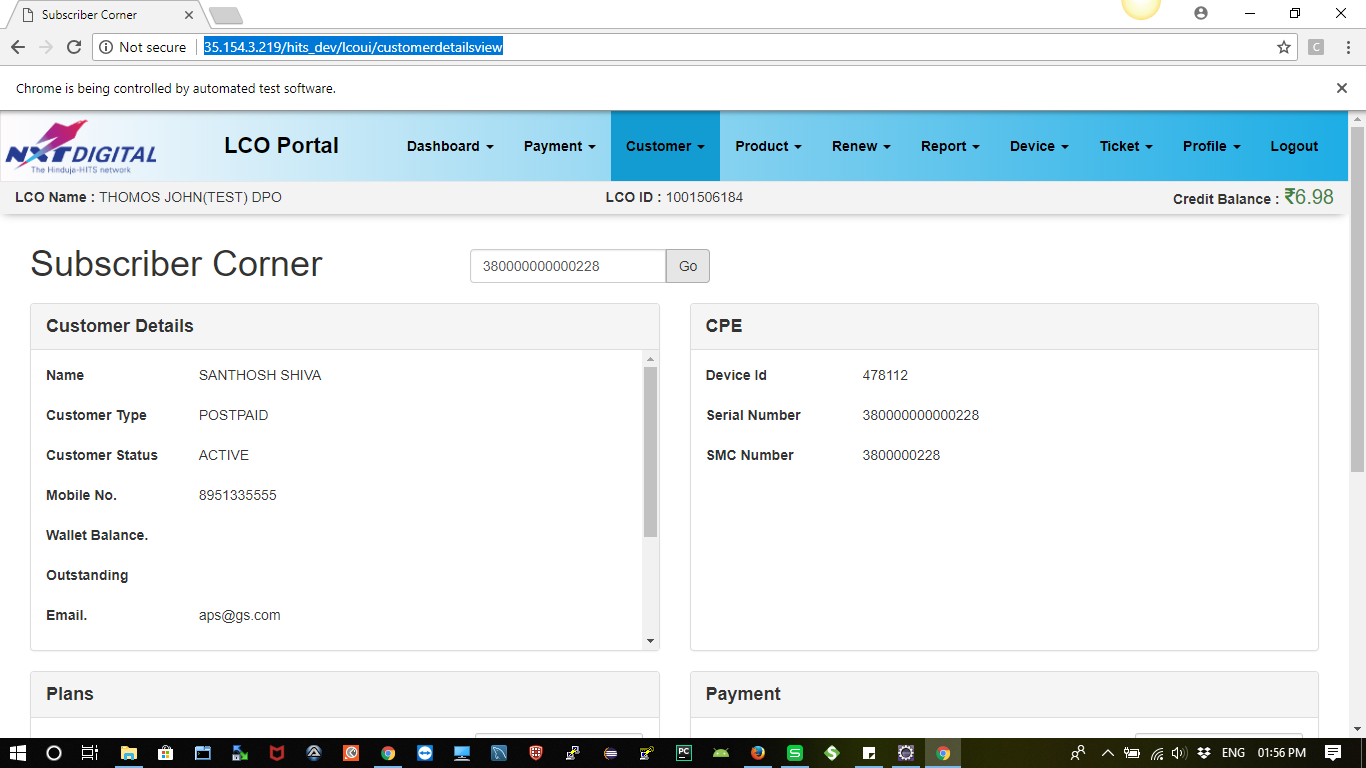 Subscriber Corner
Not secure
35.154.3.219/hits_dev/lcoui/customerdetailsview
C
Chrome is being controlled by automated test software.
NXT DIGITAL
The Hinduja-HITS network
LCO Portal
Dashboard
Payment
Customer
Product
Renew
Report
Device
Ticket
Profile
Logout
LCO Name : THOMOS JOHN(TEST) DPO
LCO ID : 1001506184
Credit Balance : ₹6.98
Subscriber Corner
380000000000228
Go
Customer Details
Name SANTHOSH SHIVA
Customer Type POSTPAID
Customer Status ACTIVE
Mobile No. 8951335555
Wallet Balance.
Outstanding
Email. aps@gs.com
CPE
Device Id 478112
Serial Number 380000000000228
SMC Number 3800000228
Plans
Payment
PC
S
S
ENG
01:56 PM